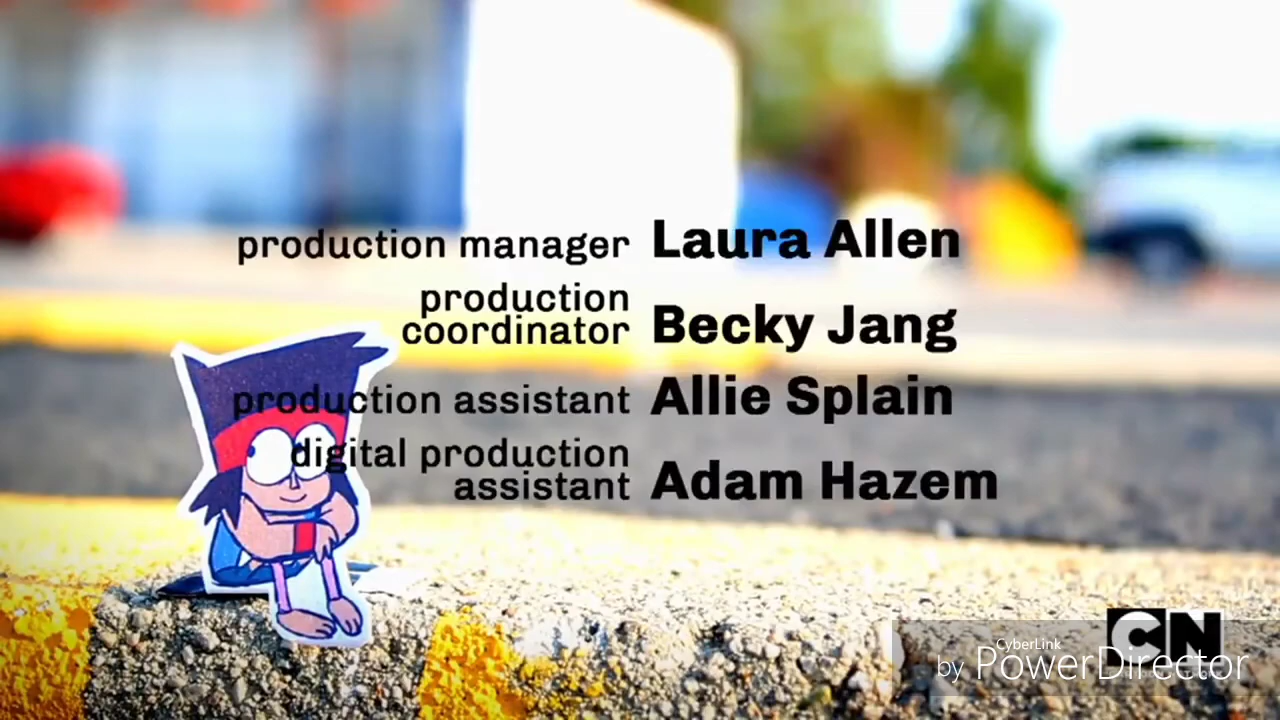 production manager Laura Allen
production
coordinator Becky Jang
production assistant Allie Splain
digital production
assistant Adam Hazem
CN
CyberLink
by PowerDirector